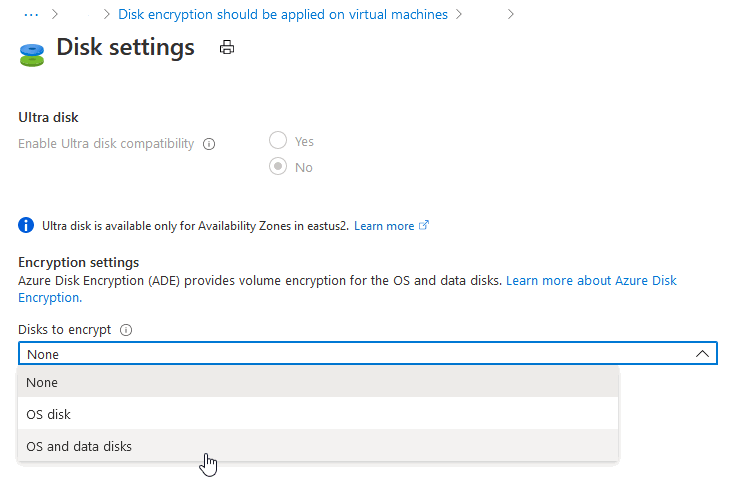 ... > > Disk encryption should be applied on virtual machines > >
Disk settings
Ultra disk
Enable Ultra disk compatibility
Yes
No
Ultra disk is available only for Availability Zones in eastus2. Learn more
Encryption settings
Azure Disk Encryption (ADE) provides volume encryption for the OS and data disks. Learn more about Azure Disk
Encryption.
Disks to encrypt
None
None
OS disk
OS and data disks